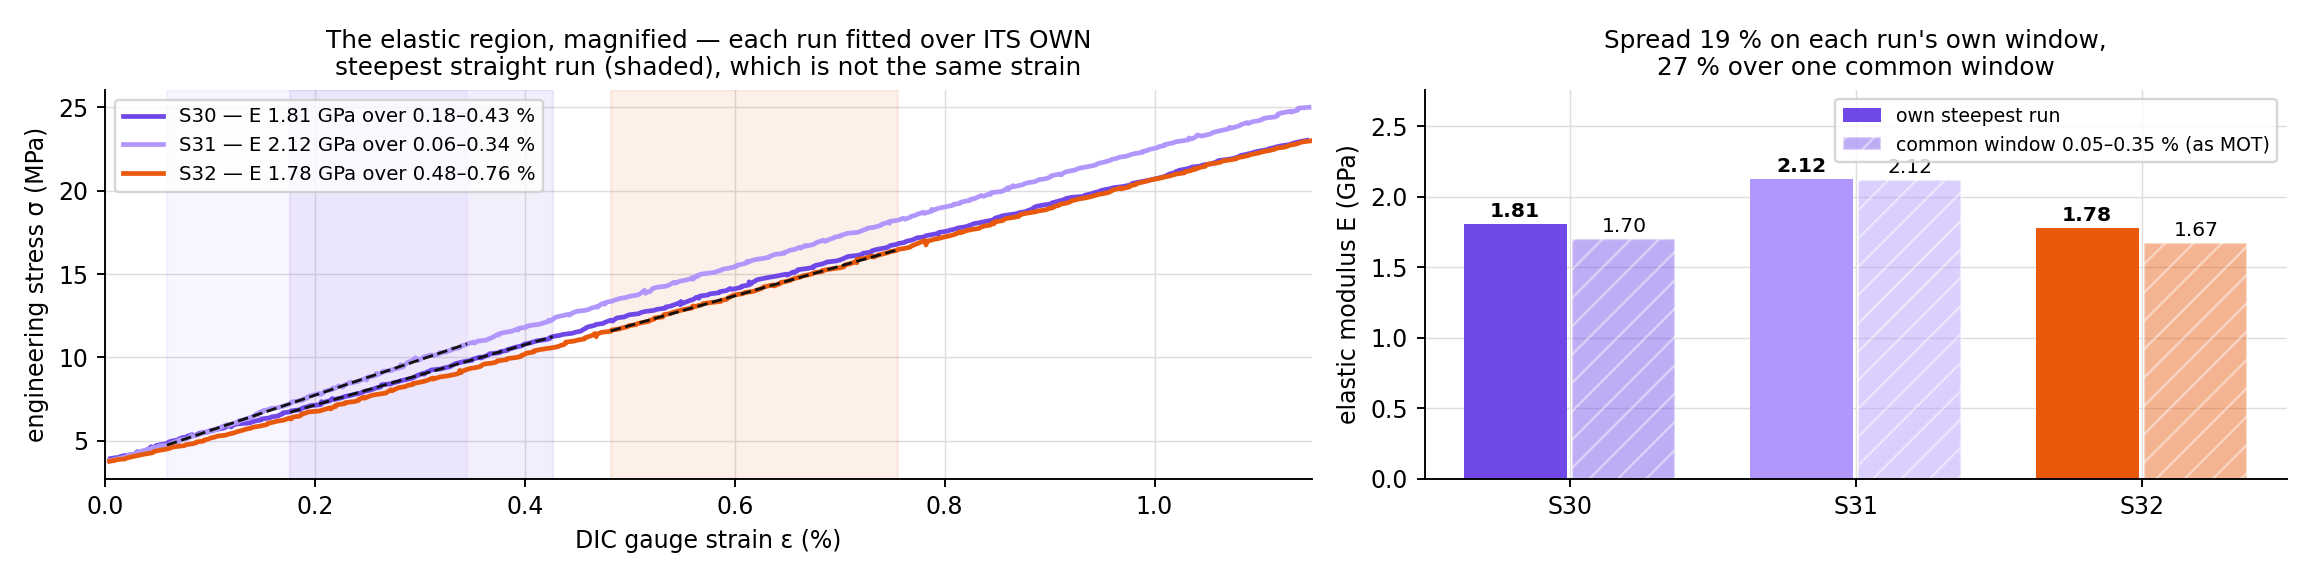 The elastic region, magnified — each run fitted over ITS OWN
steepest straight run (shaded), which is not the same strain
engineering stress σ (MPa)
25
20
15
10
5
S30 — E 1.81 GPa over 0.18–0.43 %
S31 — E 2.12 GPa over 0.06–0.34 %
S32 — E 1.78 GPa over 0.48–0.76 %
0.0 0.2 0.4 0.6 0.8 1.0
DIC gauge strain ε (%)
Spread 19 % on each run's own window,
27 % over one common window
elastic modulus E (GPa)
2.5
2.0
1.5
1.0
0.5
0.0
own steepest run
common window 0.05–0.35 % (as MOT)
1.81
1.70
2.12
2.12
1.78
1.67
S30 S31 S32